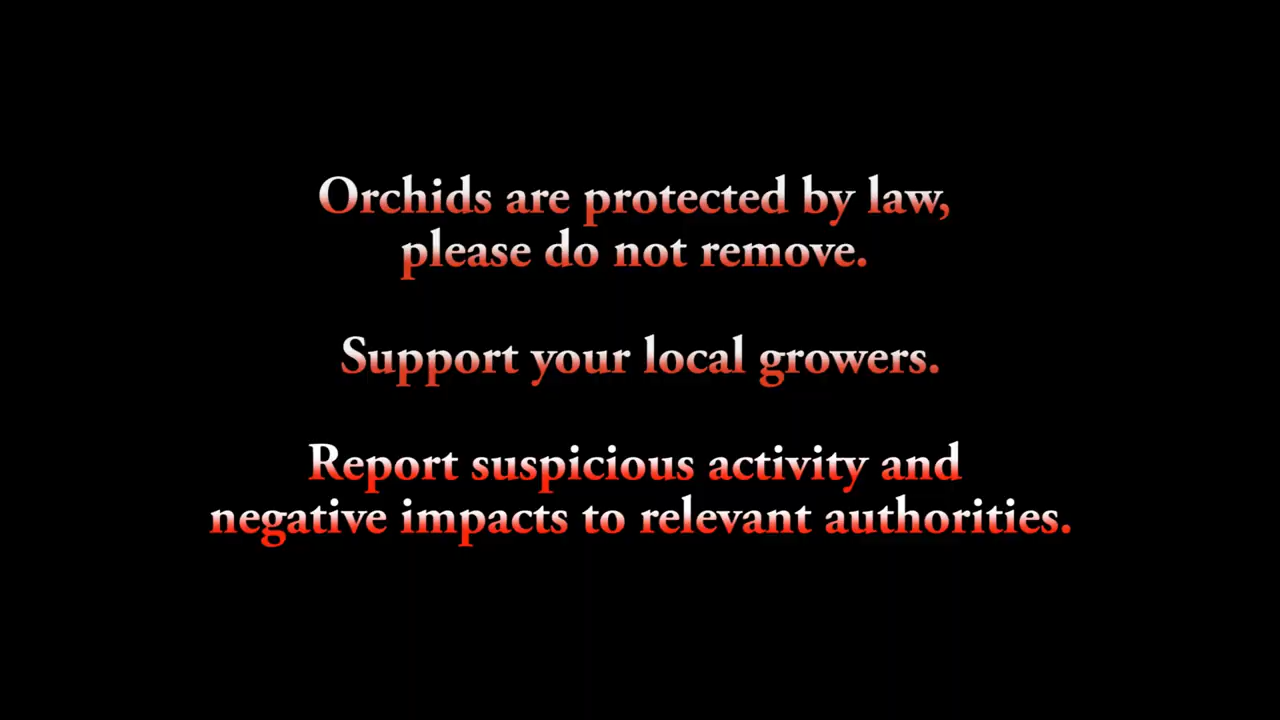 Orchids are protected by law,
please do not remove.
Support your local growers.
Report suspicious activity and
negative impacts to relevant authorities.